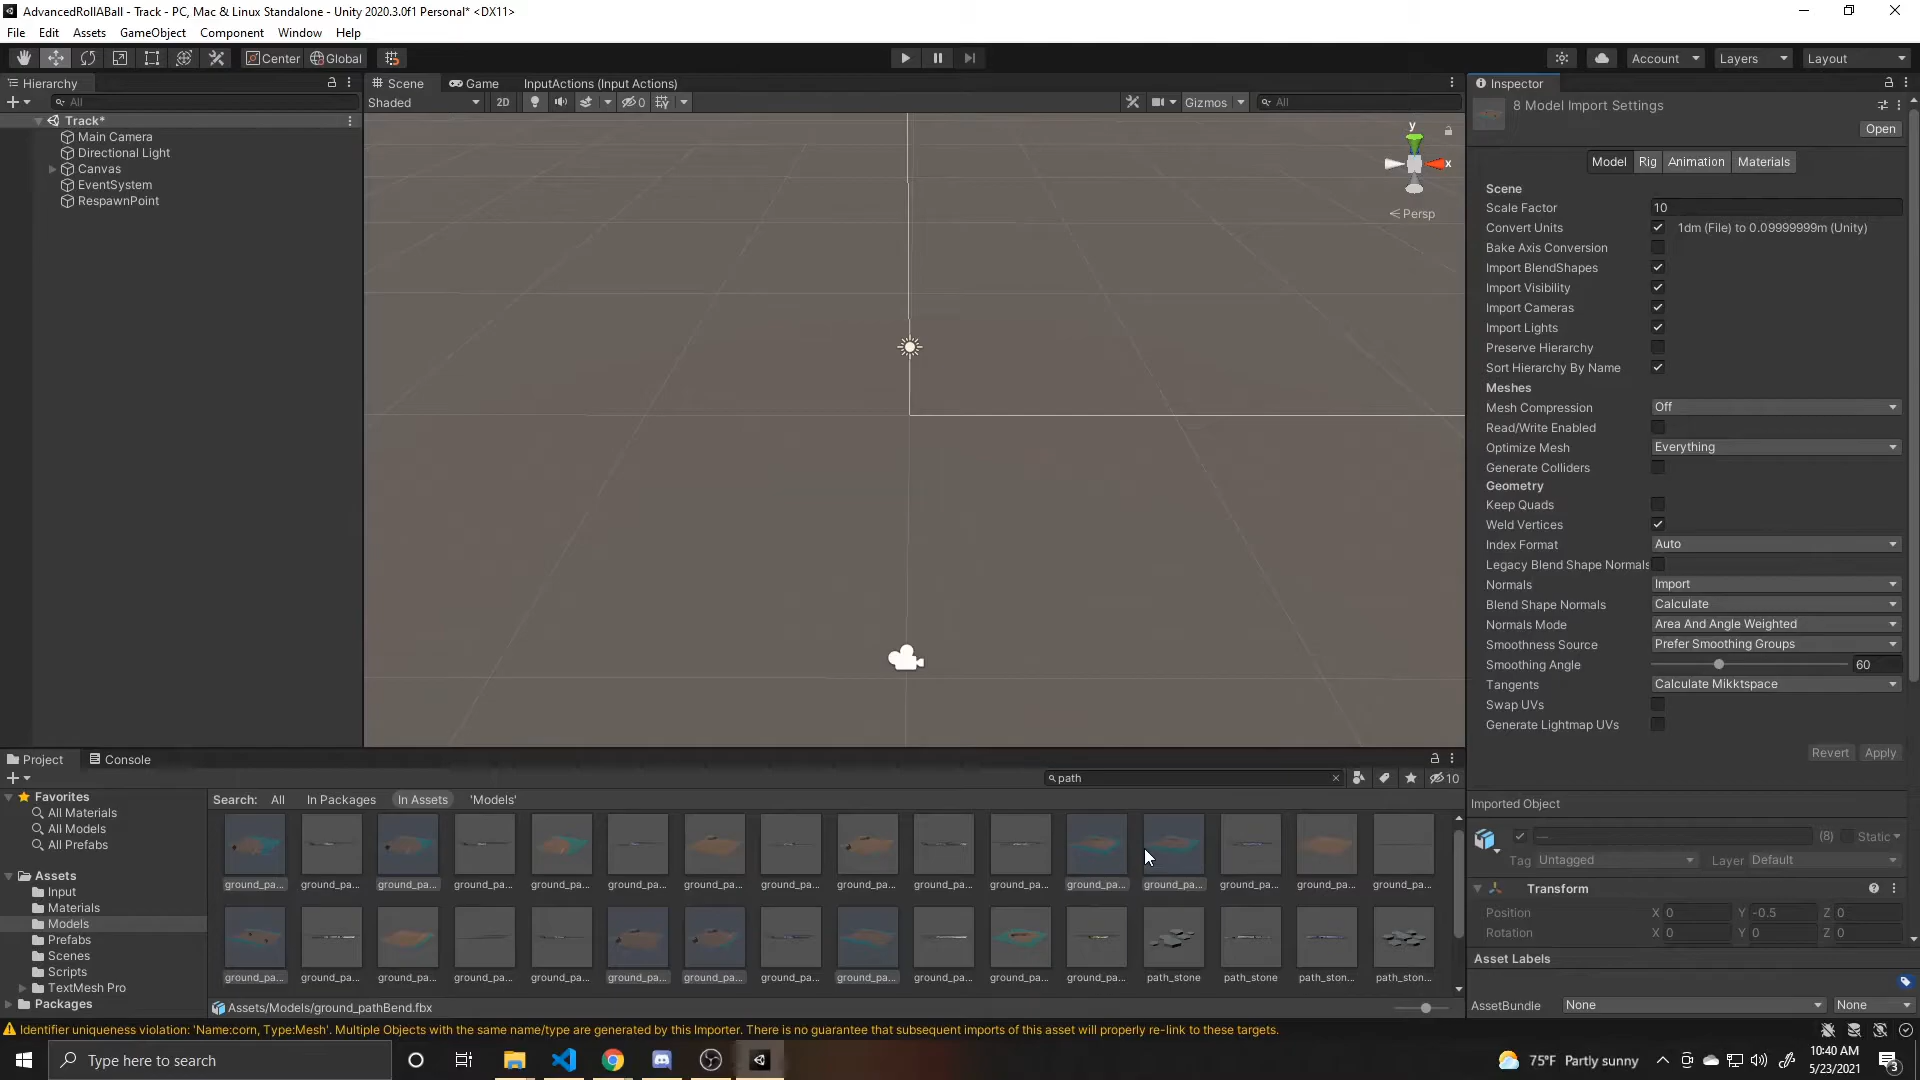 AdvancedRollABall - Track - PC, Mac & Linux Standalone - Unity 2020.3.0f1 Personal* <DX11>
File Edit Assets GameObject Component Window Help
Center Global Account Layers Layout
Hierarchy
All
Track*
Main Camera
Directional Light
Canvas
EventSystem
RespawnPoint
Scene Game InputActions (Input Actions)
Shaded 2D 0 Gizmos All
y
x
Persp
Inspector
8 Model Import Settings
Open
Model Rig Animation Materials
Scene
Scale Factor 10
Convert Units 1dm (File) to 0.09999999m (Unity)
Bake Axis Conversion
Import BlendShapes
Import Visibility
Import Cameras
Import Lights
Preserve Hierarchy
Sort Hierarchy By Name
Meshes
Mesh Compression Off
Read/Write Enabled
Optimize Mesh Everything
Generate Colliders
Geometry
Keep Quads
Weld Vertices
Index Format Auto
Legacy Blend Shape Normals
Normals Import
Blend Shape Normals Calculate
Normals Mode Area And Angle Weighted
Smoothness Source Prefer Smoothing Groups
Smoothing Angle 60
Tangents Calculate Mikktspace
Swap UVs
Generate Lightmap UVs
Revert Apply
Imported Object
— (8) Static
Tag Untagged Layer Default
Transform
Position X 0 Y -0.5 Z 0
Rotation X 0 Y 0 Z 0
Asset Labels
AssetBundle None None
Project Console
path 10
Favorites
All Materials
All Models
All Prefabs
Assets
Input
Materials
Models
Prefabs
Scenes
Scripts
TextMesh Pro
Packages
Search: All In Packages In Assets 'Models'
ground_pa... ground_pa... ground_pa... ground_pa... ground_pa... ground_pa... ground_pa... ground_pa... ground_pa... ground_pa... ground_pa... ground_pa... ground_pa... ground_pa... ground_pa... ground_pa...
ground_pa... ground_pa... ground_pa... ground_pa... ground_pa... ground_pa... ground_pa... ground_pa... ground_pa... ground_pa... ground_pa... ground_pa... path_stone path_stone path_ston... path_ston...
Assets/Models/ground_pathBend.fbx
Identifier uniqueness violation: 'Name:corn, Type:Mesh'. Multiple Objects with the same name/type are generated by this Importer. There is no guarantee that subsequent imports of this asset will properly re-link to these targets.
Type here to search
75°F Partly sunny
10:40 AM
5/23/2021
3